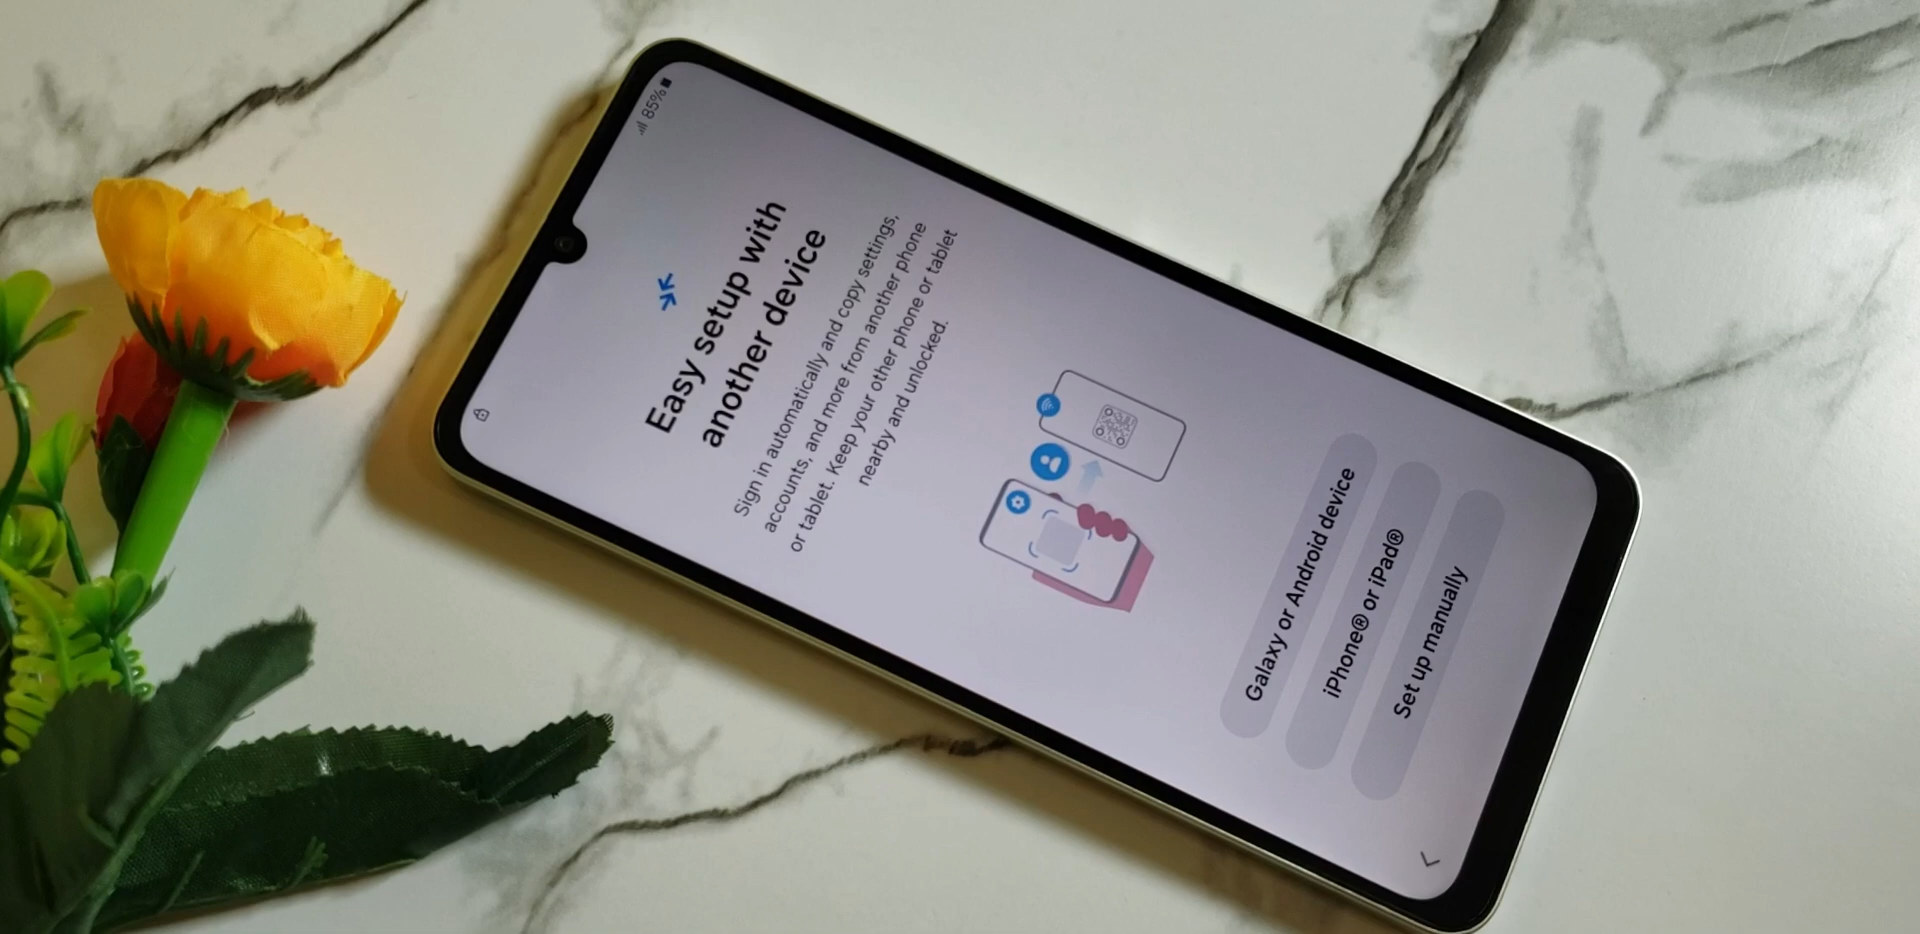 85%
Easy setup with
another device
Sign in automatically and copy settings,
accounts, and more from another phone
or tablet. Keep your other phone or tablet
nearby and unlocked.
Galaxy or Android device
iPhone® or iPad®
Set up manually